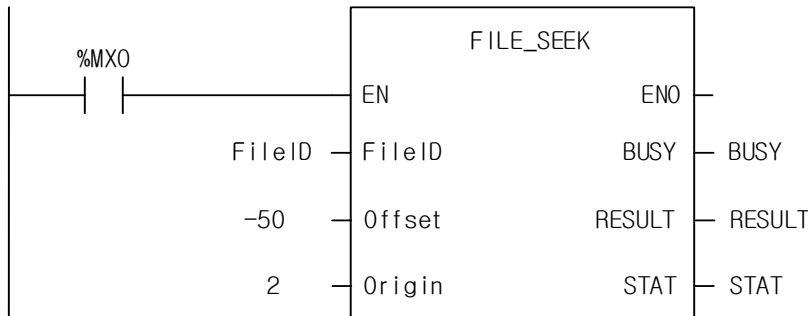 FILE_SEEK
%MX0
EN ENO
FileID FileID BUSY BUSY
-50 Offset RESULT RESULT
2 Origin STAT STAT